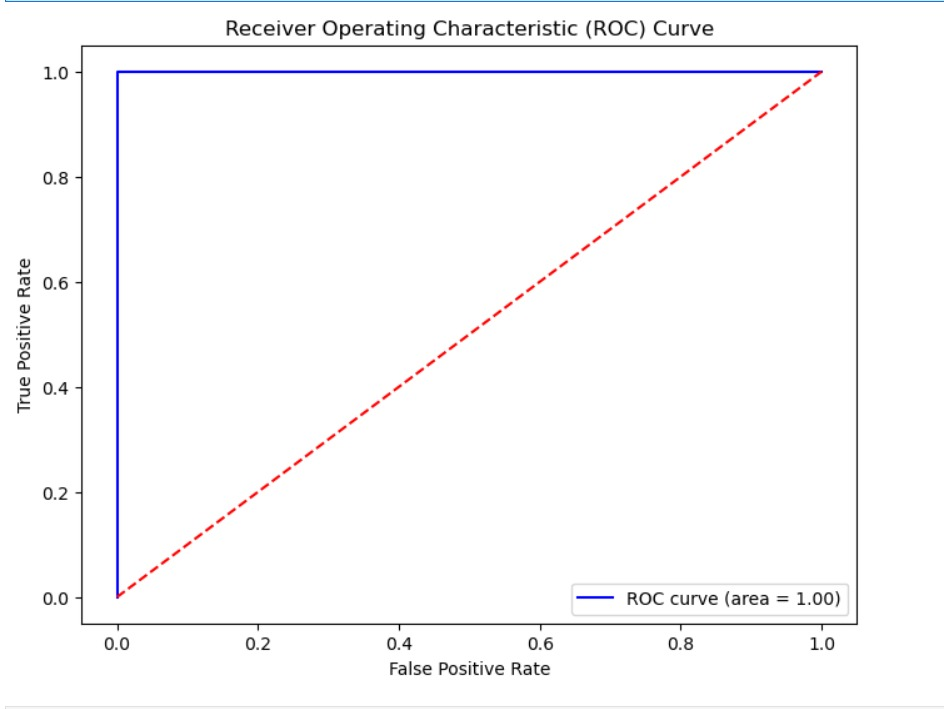 Receiver Operating Characteristic (ROC) Curve
1.0
0.8
0.6
0.4
0.2
0.0
True Positive Rate
ROC curve (area = 1.00)
0.0 0.2 0.4 0.6 0.8 1.0
False Positive Rate